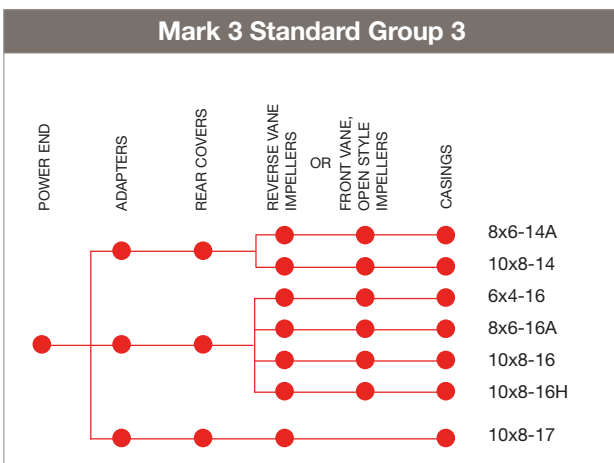 Mark 3 Standard Group 3
POWER END
ADAPTERS
REAR COVERS
REVERSE VANE
IMPELLERS
OR
FRONT VANE,
OPEN STYLE
IMPELLERS
CASINGS
8x6-14A
10x8-14
6x4-16
8x6-16A
10x8-16
10x8-16H
10x8-17